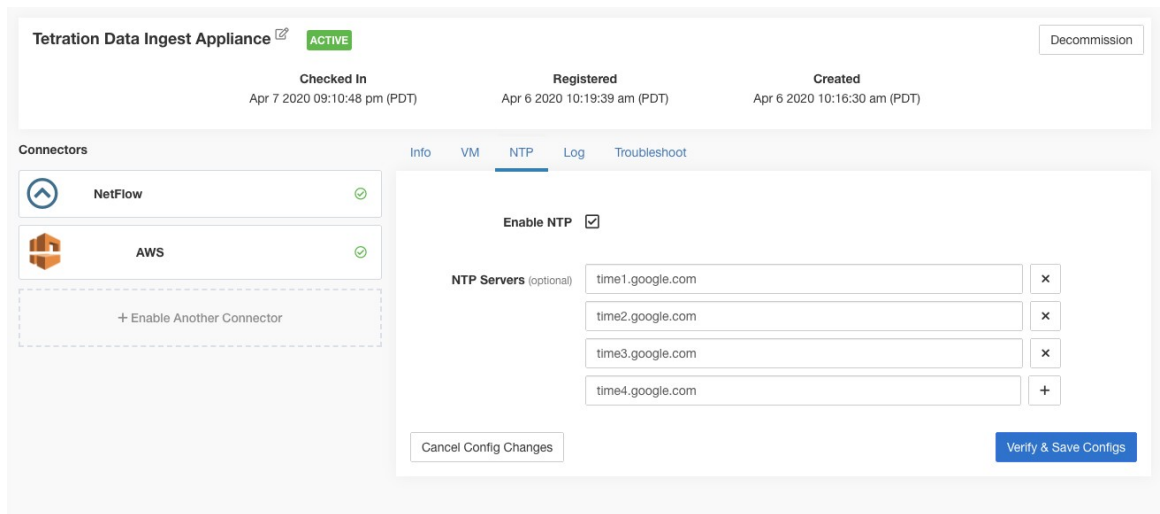 Tetration Data Ingest Appliance ACTIVE Decommission
Checked In Registered Created
Apr 7 2020 09:10:48 pm (PDT) Apr 6 2020 10:19:39 am (PDT) Apr 6 2020 10:16:30 am (PDT)
Connectors
NetFlow
AWS
+ Enable Another Connector
Info VM NTP Log Troubleshoot
Enable NTP
NTP Servers (optional) time1.google.com ×
time2.google.com ×
time3.google.com ×
time4.google.com +
Cancel Config Changes Verify & Save Configs